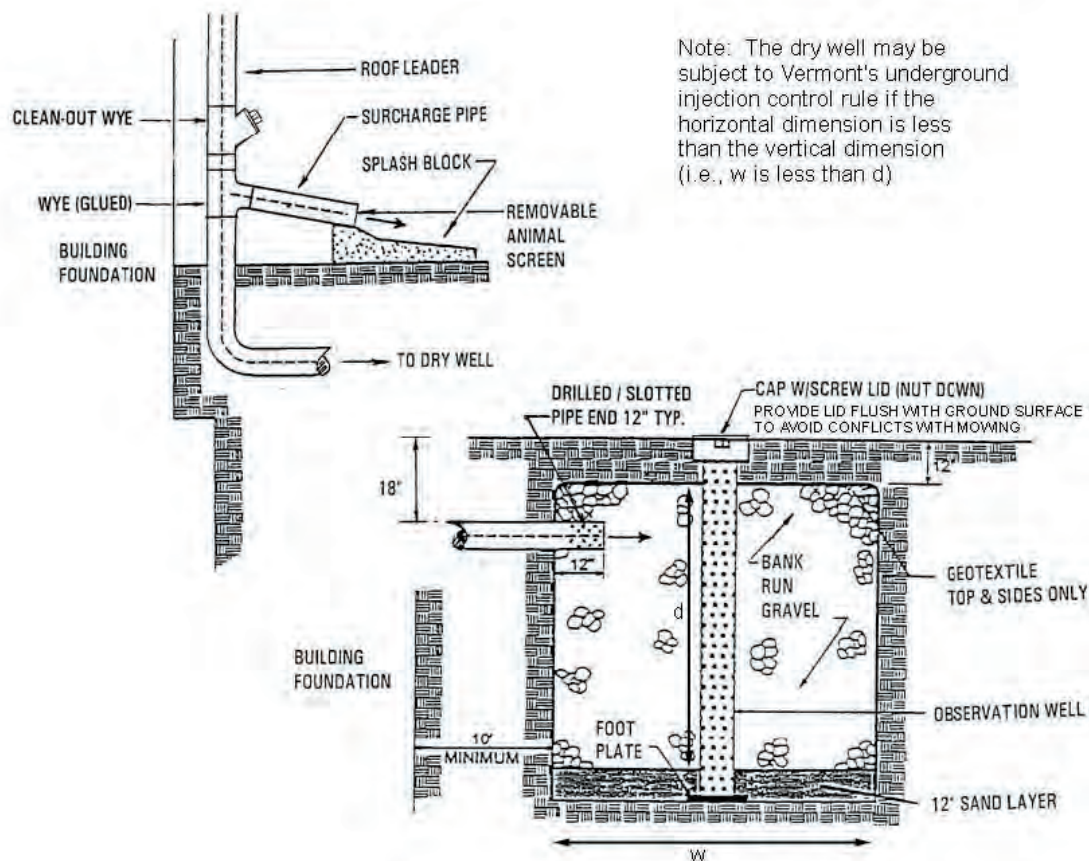 ROOF LEADER
CLEAN-OUT WYE
SURCHARGE PIPE
SPLASH BLOCK
WYE (GLUED)
REMOVABLE
ANIMAL
SCREEN
BUILDING
FOUNDATION
TO DRY WELL
Note: The dry well may be
subject to Vermont's underground
injection control rule if the
horizontal dimension is less
than the vertical dimension
(i.e., w is less than d)
DRILLED / SLOTTED
PIPE END 12" TYP.
CAP W/SCREW LID (NUT DOWN)
PROVIDE LID FLUSH WITH GROUND SURFACE
TO AVOID CONFLICTS WITH MOWING
18"
12"
12"
BANK
RUN
GRAVEL
d
GEOTEXTILE
TOP & SIDES ONLY
BUILDING
FOUNDATION
OBSERVATION WELL
FOOT
PLATE
10'
MINIMUM
12" SAND LAYER
w